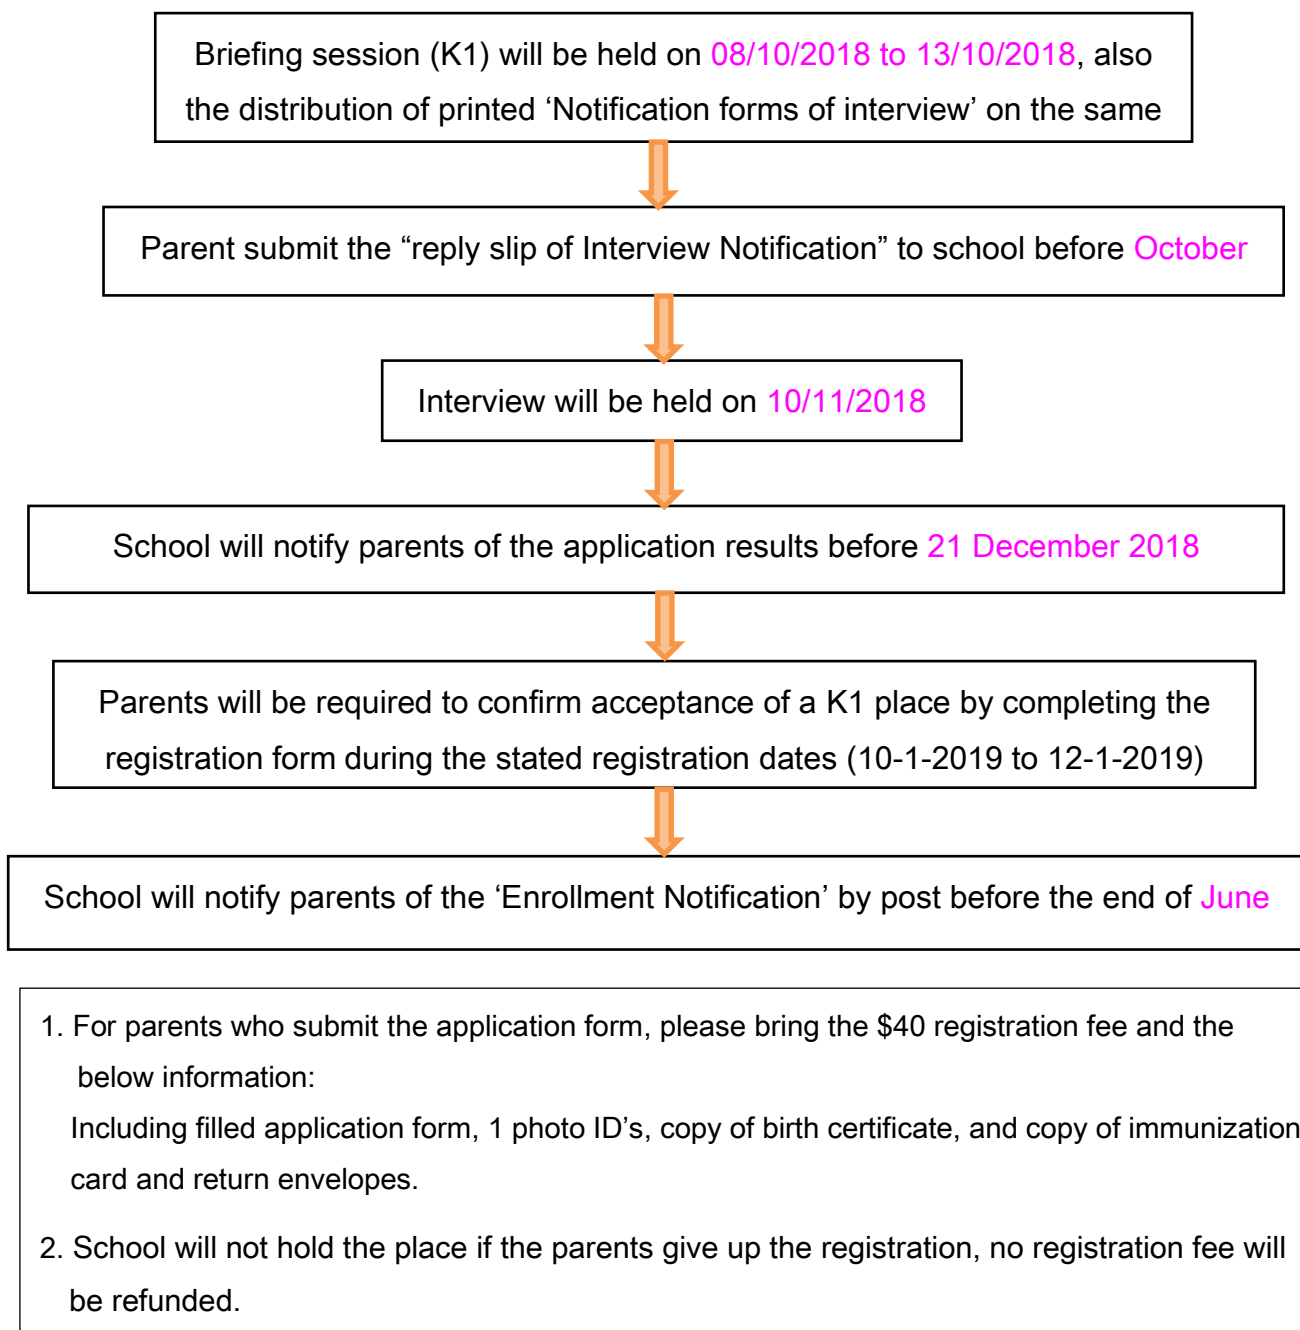 Briefing session (K1) will be held on 08/10/2018 to 13/10/2018, also
the distribution of printed ‘Notification forms of interview’ on the same
Parent submit the “reply slip of Interview Notification” to school before October
Interview will be held on 10/11/2018
School will notify parents of the application results before 21 December 2018
Parents will be required to confirm acceptance of a K1 place by completing the
registration form during the stated registration dates (10-1-2019 to 12-1-2019)
School will notify parents of the ‘Enrollment Notification’ by post before the end of June
1. For parents who submit the application form, please bring the $40 registration fee and the
below information:
Including filled application form, 1 photo ID’s, copy of birth certificate, and copy of immunization
card and return envelopes.
2. School will not hold the place if the parents give up the registration, no registration fee will
be refunded.